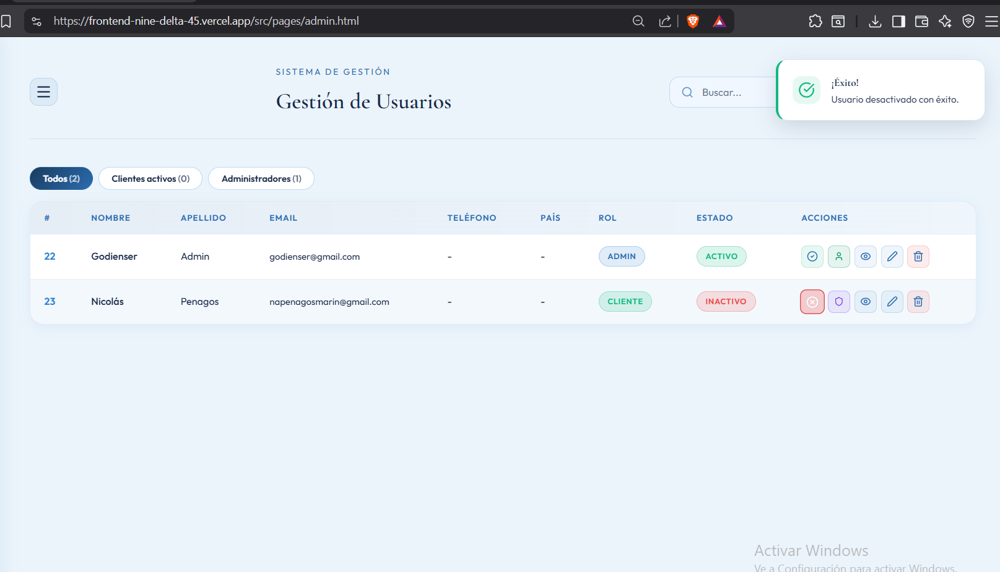 https://frontend-nine-delta-45.vercel.app/src/pages/admin.html
SISTEMA DE GESTIÓN
Gestión de Usuarios
Buscar...
¡Éxito!
Usuario desactivado con éxito.
Todos (2) Clientes activos (0) Administradores (1)
# NOMBRE APELLIDO EMAIL TELÉFONO PAÍS ROL ESTADO ACCIONES
22 Godienser Admin godienser@gmail.com - - ADMIN ACTIVO
23 Nicolás Penagos napenagosmarin@gmail.com - - CLIENTE INACTIVO
Activar Windows
Ve a Configuración para activar Windows.